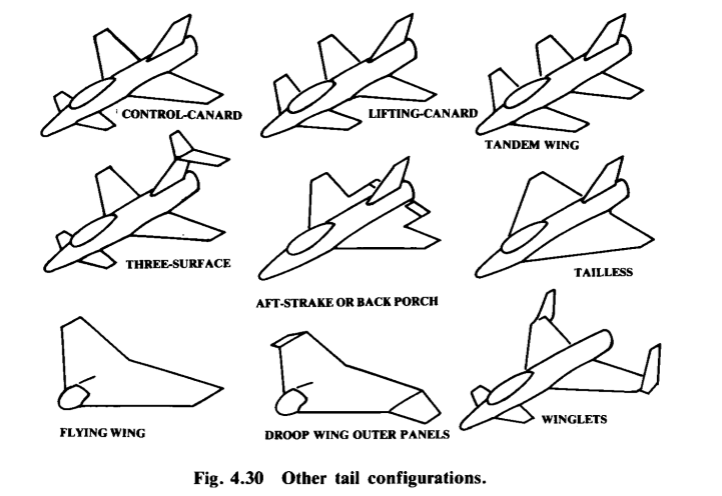 CONTROL-CANARD
LIFTING-CANARD
TANDEM WING
THREE-SURFACE
AFT-STRAKE OR BACK PORCH
TAILLESS
FLYING WING
DROOP WING OUTER PANELS
WINGLETS
Fig. 4.30 Other tail configurations.